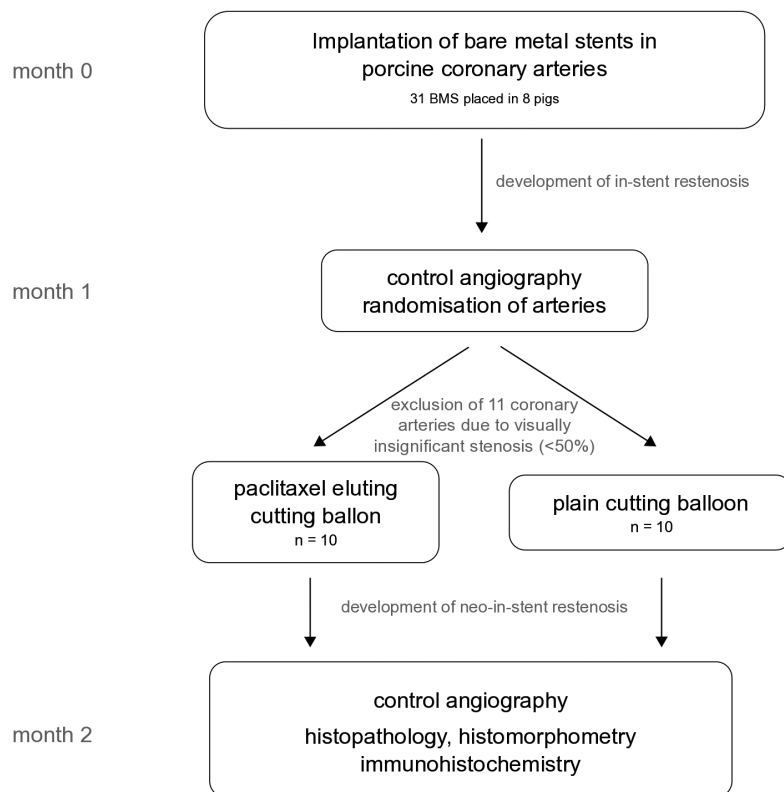 month 0
Implantation of bare metal stents in
porcine coronary arteries
31 BMS placed in 8 pigs
development of in-stent restenosis
month 1
control angiography
randomisation of arteries
exclusion of 11 coronary
arteries due to visually
insignificant stenosis (<50%)
paclitaxel eluting
cutting ballon
n = 10
plain cutting balloon
n = 10
development of neo-in-stent restenosis
month 2
control angiography
histopathology, histomorphometry
immunohistochemistry